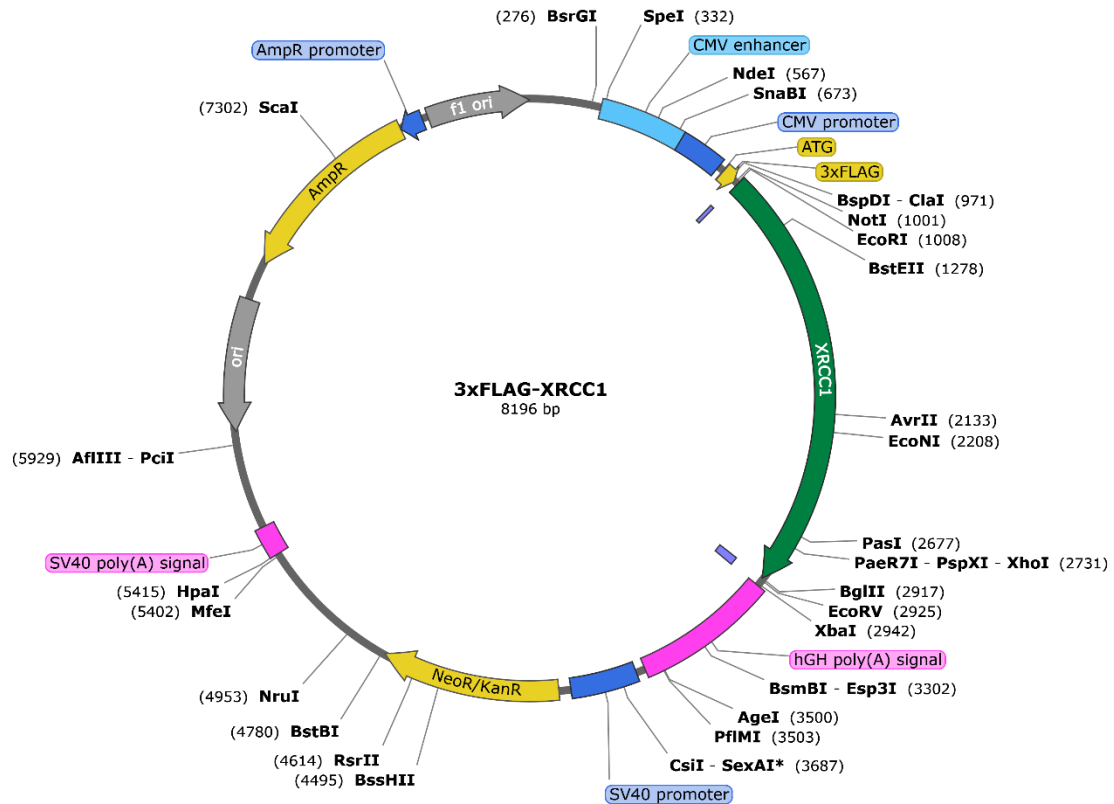 (276) BsrGI
SpeI (332)
CMV enhancer
NdeI (567)
SnaBI (673)
CMV promoter
ATG
3xFLAG
BspDI - ClaI (971)
NotI (1001)
EcoRI (1008)
BstEII (1278)
XRCC1
AvrII (2133)
EcoNI (2208)
PasI (2677)
PaeR7I - PspXI - XhoI (2731)
BglII (2917)
EcoRV (2925)
XbaI (2942)
hGH poly(A) signal
BsmBI - Esp3I (3302)
AgeI (3500)
PflMI (3503)
CsiI - SexAI* (3687)
SV40 promoter
NeoR/KanR
(4495) BssHII
(4614) RsrII
(4780) BstBI
(4953) NruI
(5402) MfeI
(5415) HpaI
SV40 poly(A) signal
(5929) AflIII - PciI
ori
AmpR
(7302) ScaI
AmpR promoter
f1 ori
3xFLAG-XRCC1
8196 bp